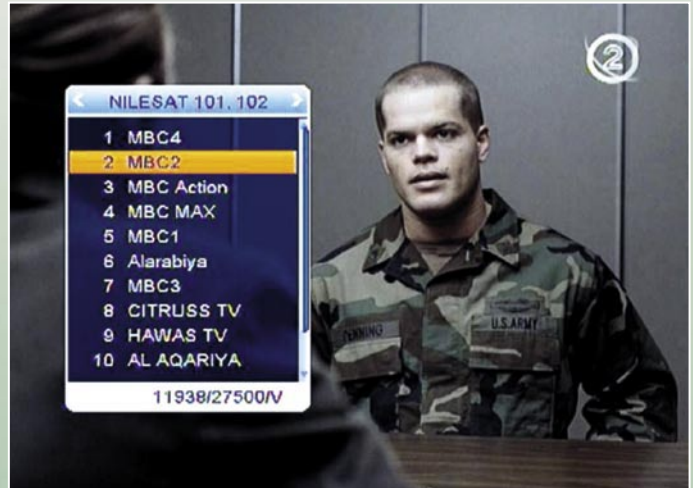 2
NILESAT 101, 102
1 MBC4
2 MBC2
3 MBC Action
4 MBC MAX
5 MBC1
6 Alarabiya
7 MBC3
8 CITRUSS TV
9 HAWAS TV
10 AL AQARIYA
11938/27500/V
U.S.ARMY